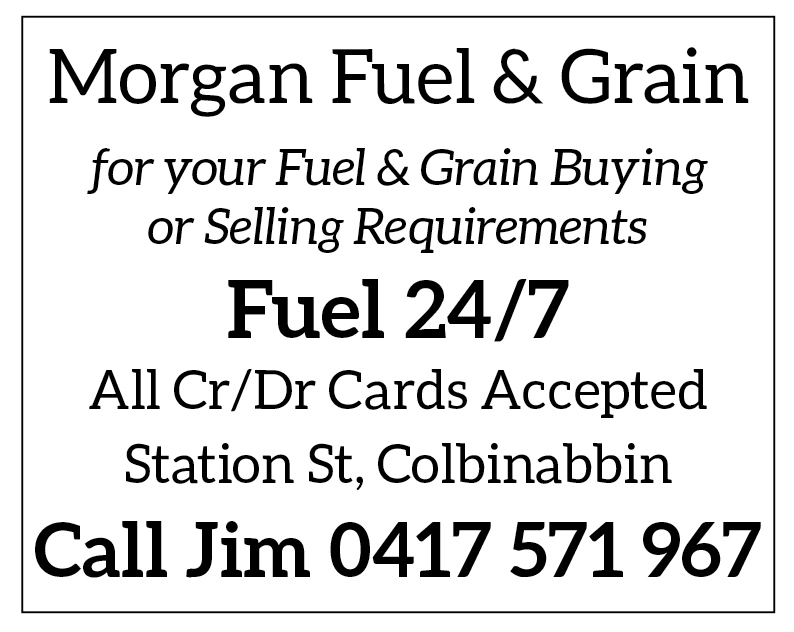 Morgan Fuel & Grain
for your Fuel & Grain Buying
or Selling Requirements
Fuel 24/7
All Cr/Dr Cards Accepted
Station St, Colbinabbin
Call Jim 0417 571 967